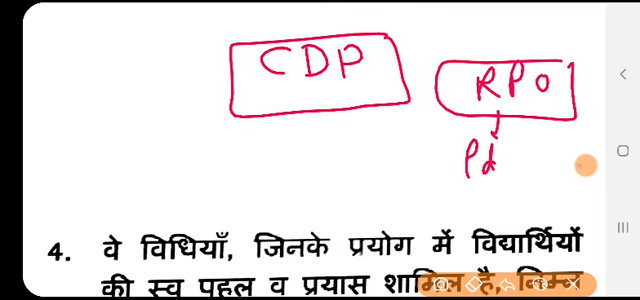 CDP
RPO
Pd
4. वे विधियाँ, जिनके प्रयोग में विद्यार्थियों
की स्व पहल व प्रयास शामिल है, निम्न